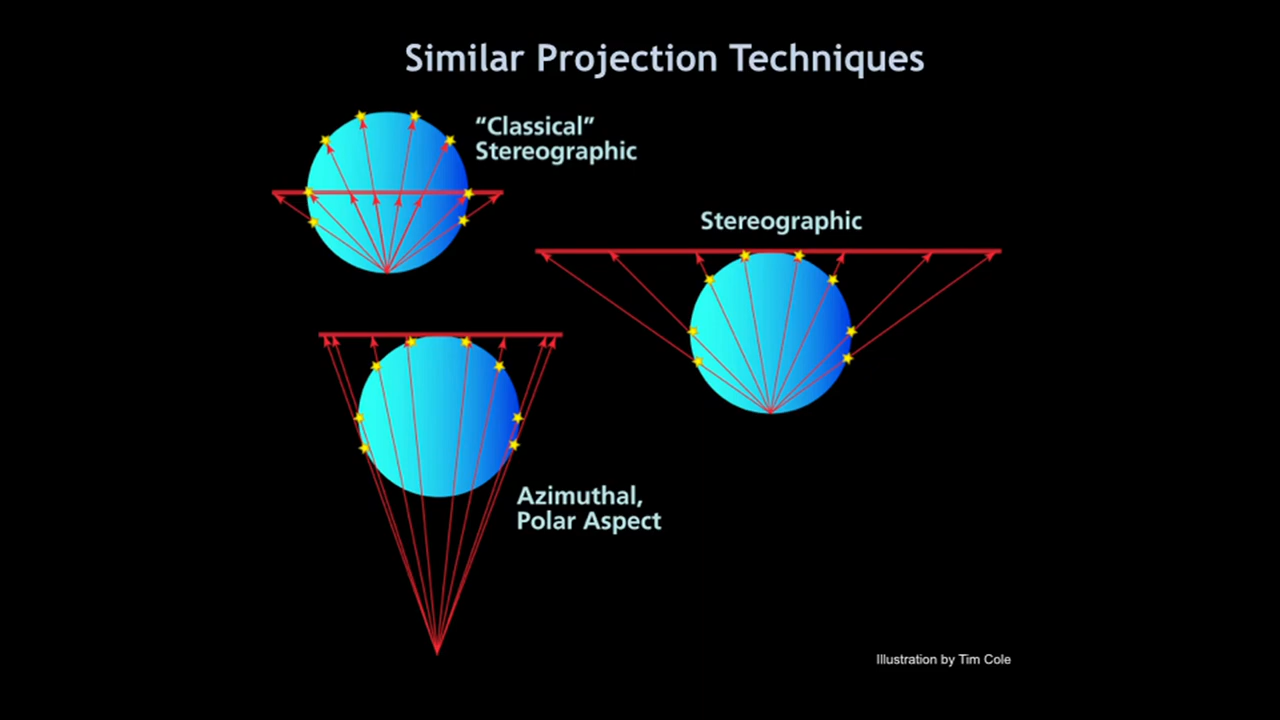 Similar Projection Techniques
“Classical”
Stereographic
Stereographic
Azimuthal,
Polar Aspect
Illustration by Tim Cole